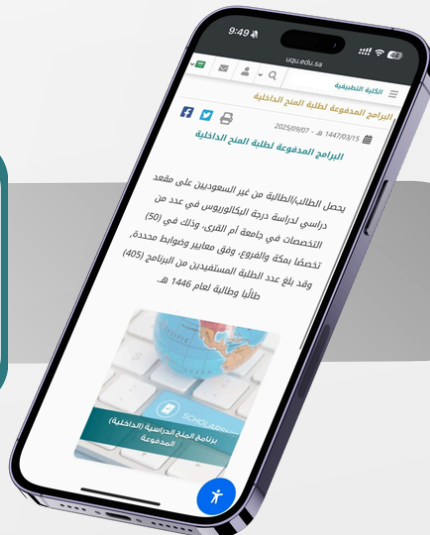 9:49
uqu.edu.sa
الكلية التطبيقية
البرامج المدفوعة لطلبة المنح الداخلية
1447/03/15 هـ - 2025/09/07
البرامج المدفوعة لطلبة المنح الداخلية
يحصل الطالب/الطالبة من غير السعوديين على مقعد
دراسي لدراسة درجة البكالوريوس في عدد من
التخصصات في جامعة أم القرى، وذلك في (50)
تخصصًا بمكة والفروع، وفق معايير وضوابط محددة,
وقد بلغ عدد الطلبة المستفيدين من البرنامج (405)
طالبًا وطالبة لعام 1446 هـ.
برنامج المنح الدراسية (الداخلية)
المدفوعة